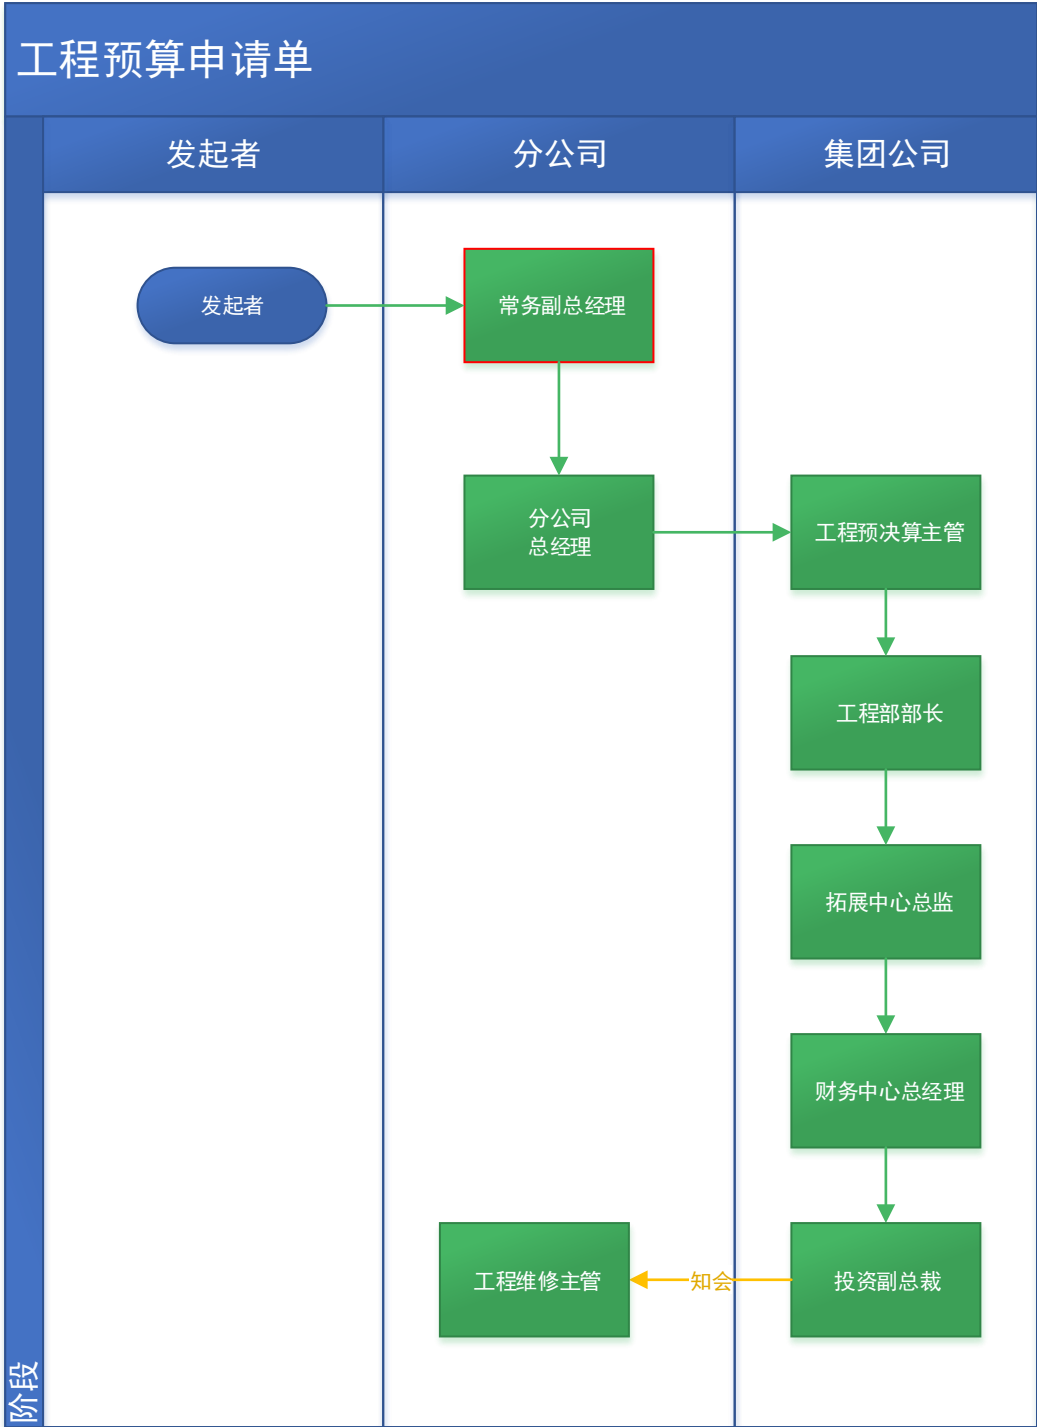 工程预算申请单
发起者
分公司
集团公司
发起者
常务副总经理
分公司
总经理
工程预决算主管
工程部部长
拓展中心总监
财务中心总经理
工程维修主管
知会
投资副总裁
阶段